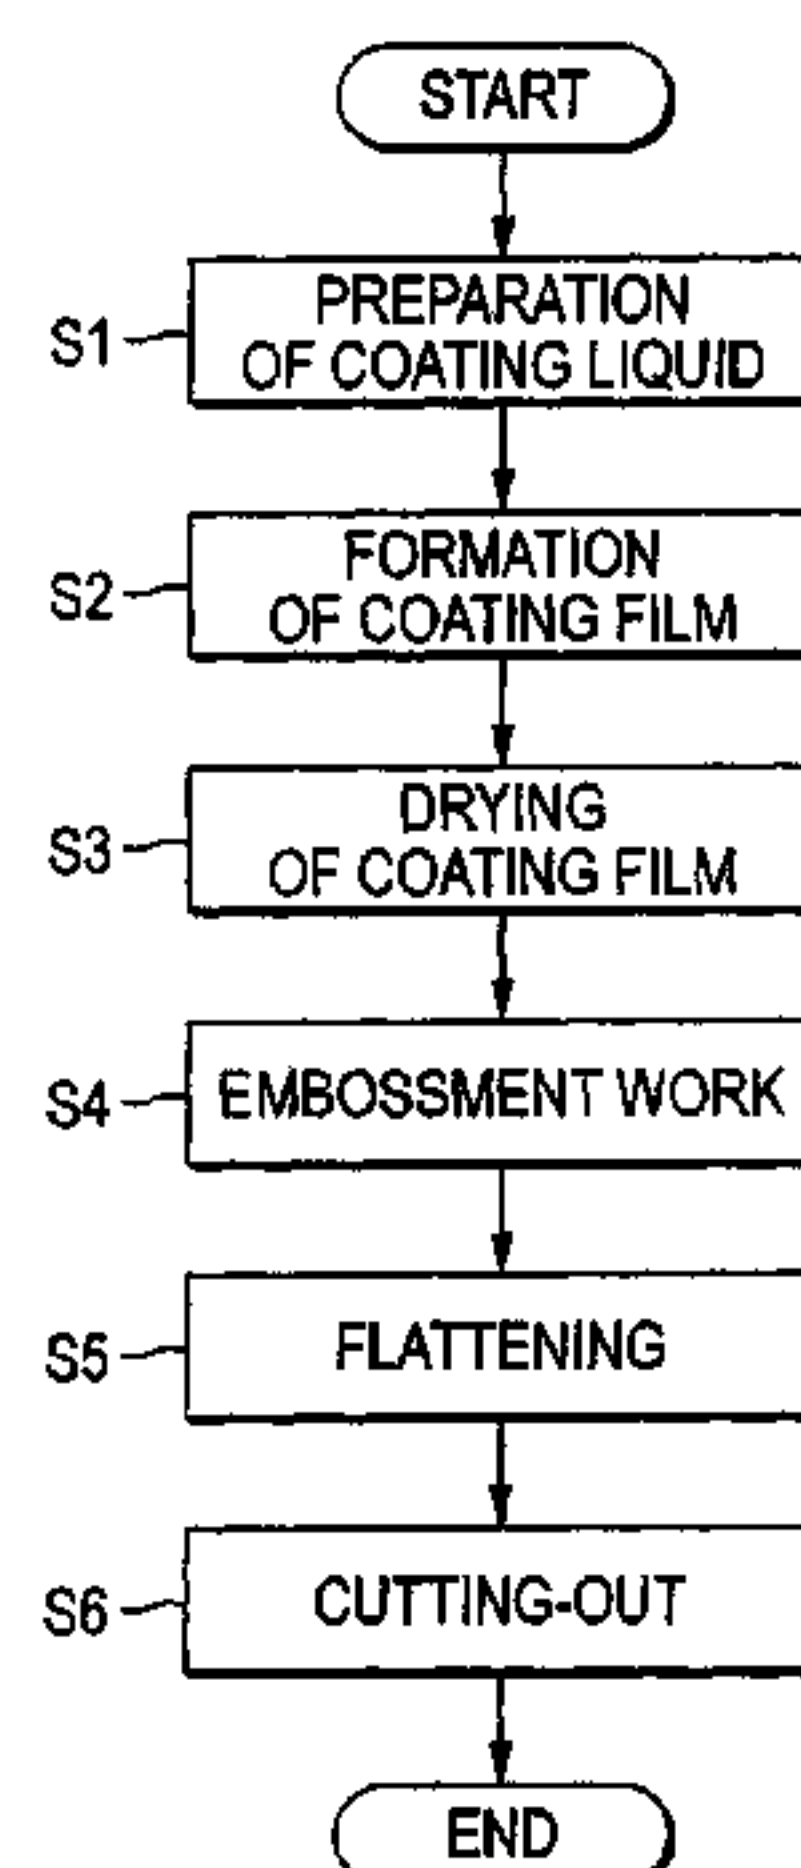 START
S1
PREPARATION
OF COATING LIQUID
S2
FORMATION
OF COATING FILM
S3
DRYING
OF COATING FILM
S4
EMBOSSMENT WORK
S5
FLATTENING
S6
CUTTING-OUT
END